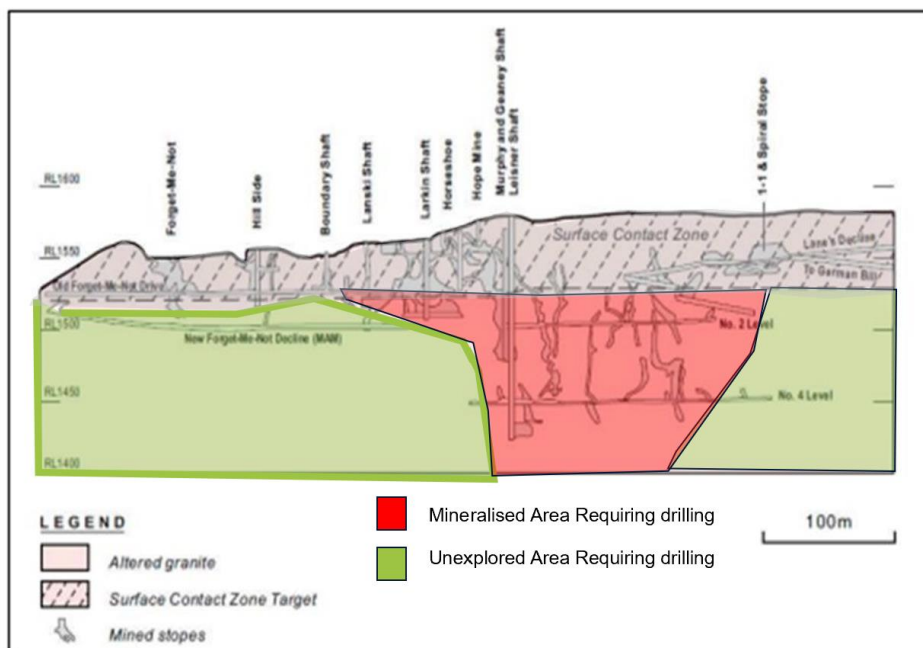 RL1600
Forget-Me-Not
Hill Side
Boundary Shaft
Lanski Shaft
Larkin Shaft
Horseshoe
Hope Mine
Murphy and Geaney Shaft
Leisner Shaft
1-1 & Spiral Stope
RL1550
Surface Contact Zone
Lane's Decline
To German Bill
Old Forget-Me-Not Drive
RL1500
New Forget-Me-Not Decline (MAM)
No. 2 Level
RL1450
No. 4 Level
RL1400
LEGEND
Altered granite
Surface Contact Zone Target
Mined stopes
Mineralised Area Requiring drilling
Unexplored Area Requiring drilling
100m